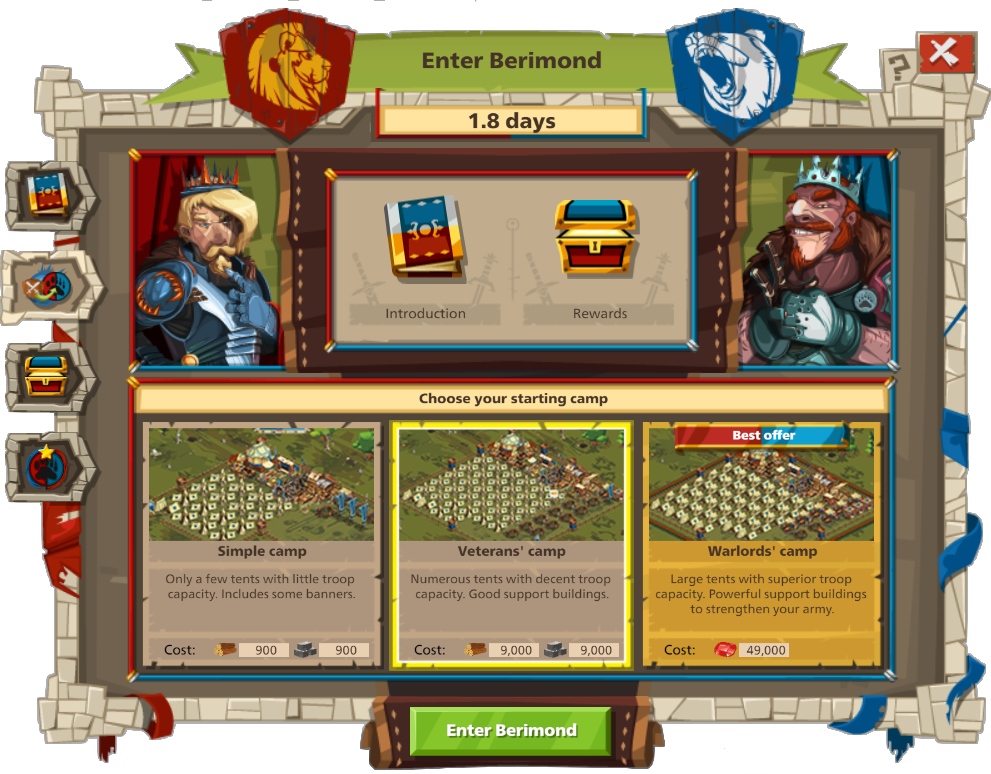 Enter Berimond
1.8 days
Introduction
Rewards
Choose your starting camp
Simple camp
Only a few tents with little troop
capacity. Includes some banners.
Cost: 900 900
Veterans' camp
Numerous tents with decent troop
capacity. Good support buildings.
Cost: 9,000 9,000
Best offer
Warlords' camp
Large tents with superior troop
capacity. Powerful support buildings
to strengthen your army.
Cost: 49,000
Enter Berimond